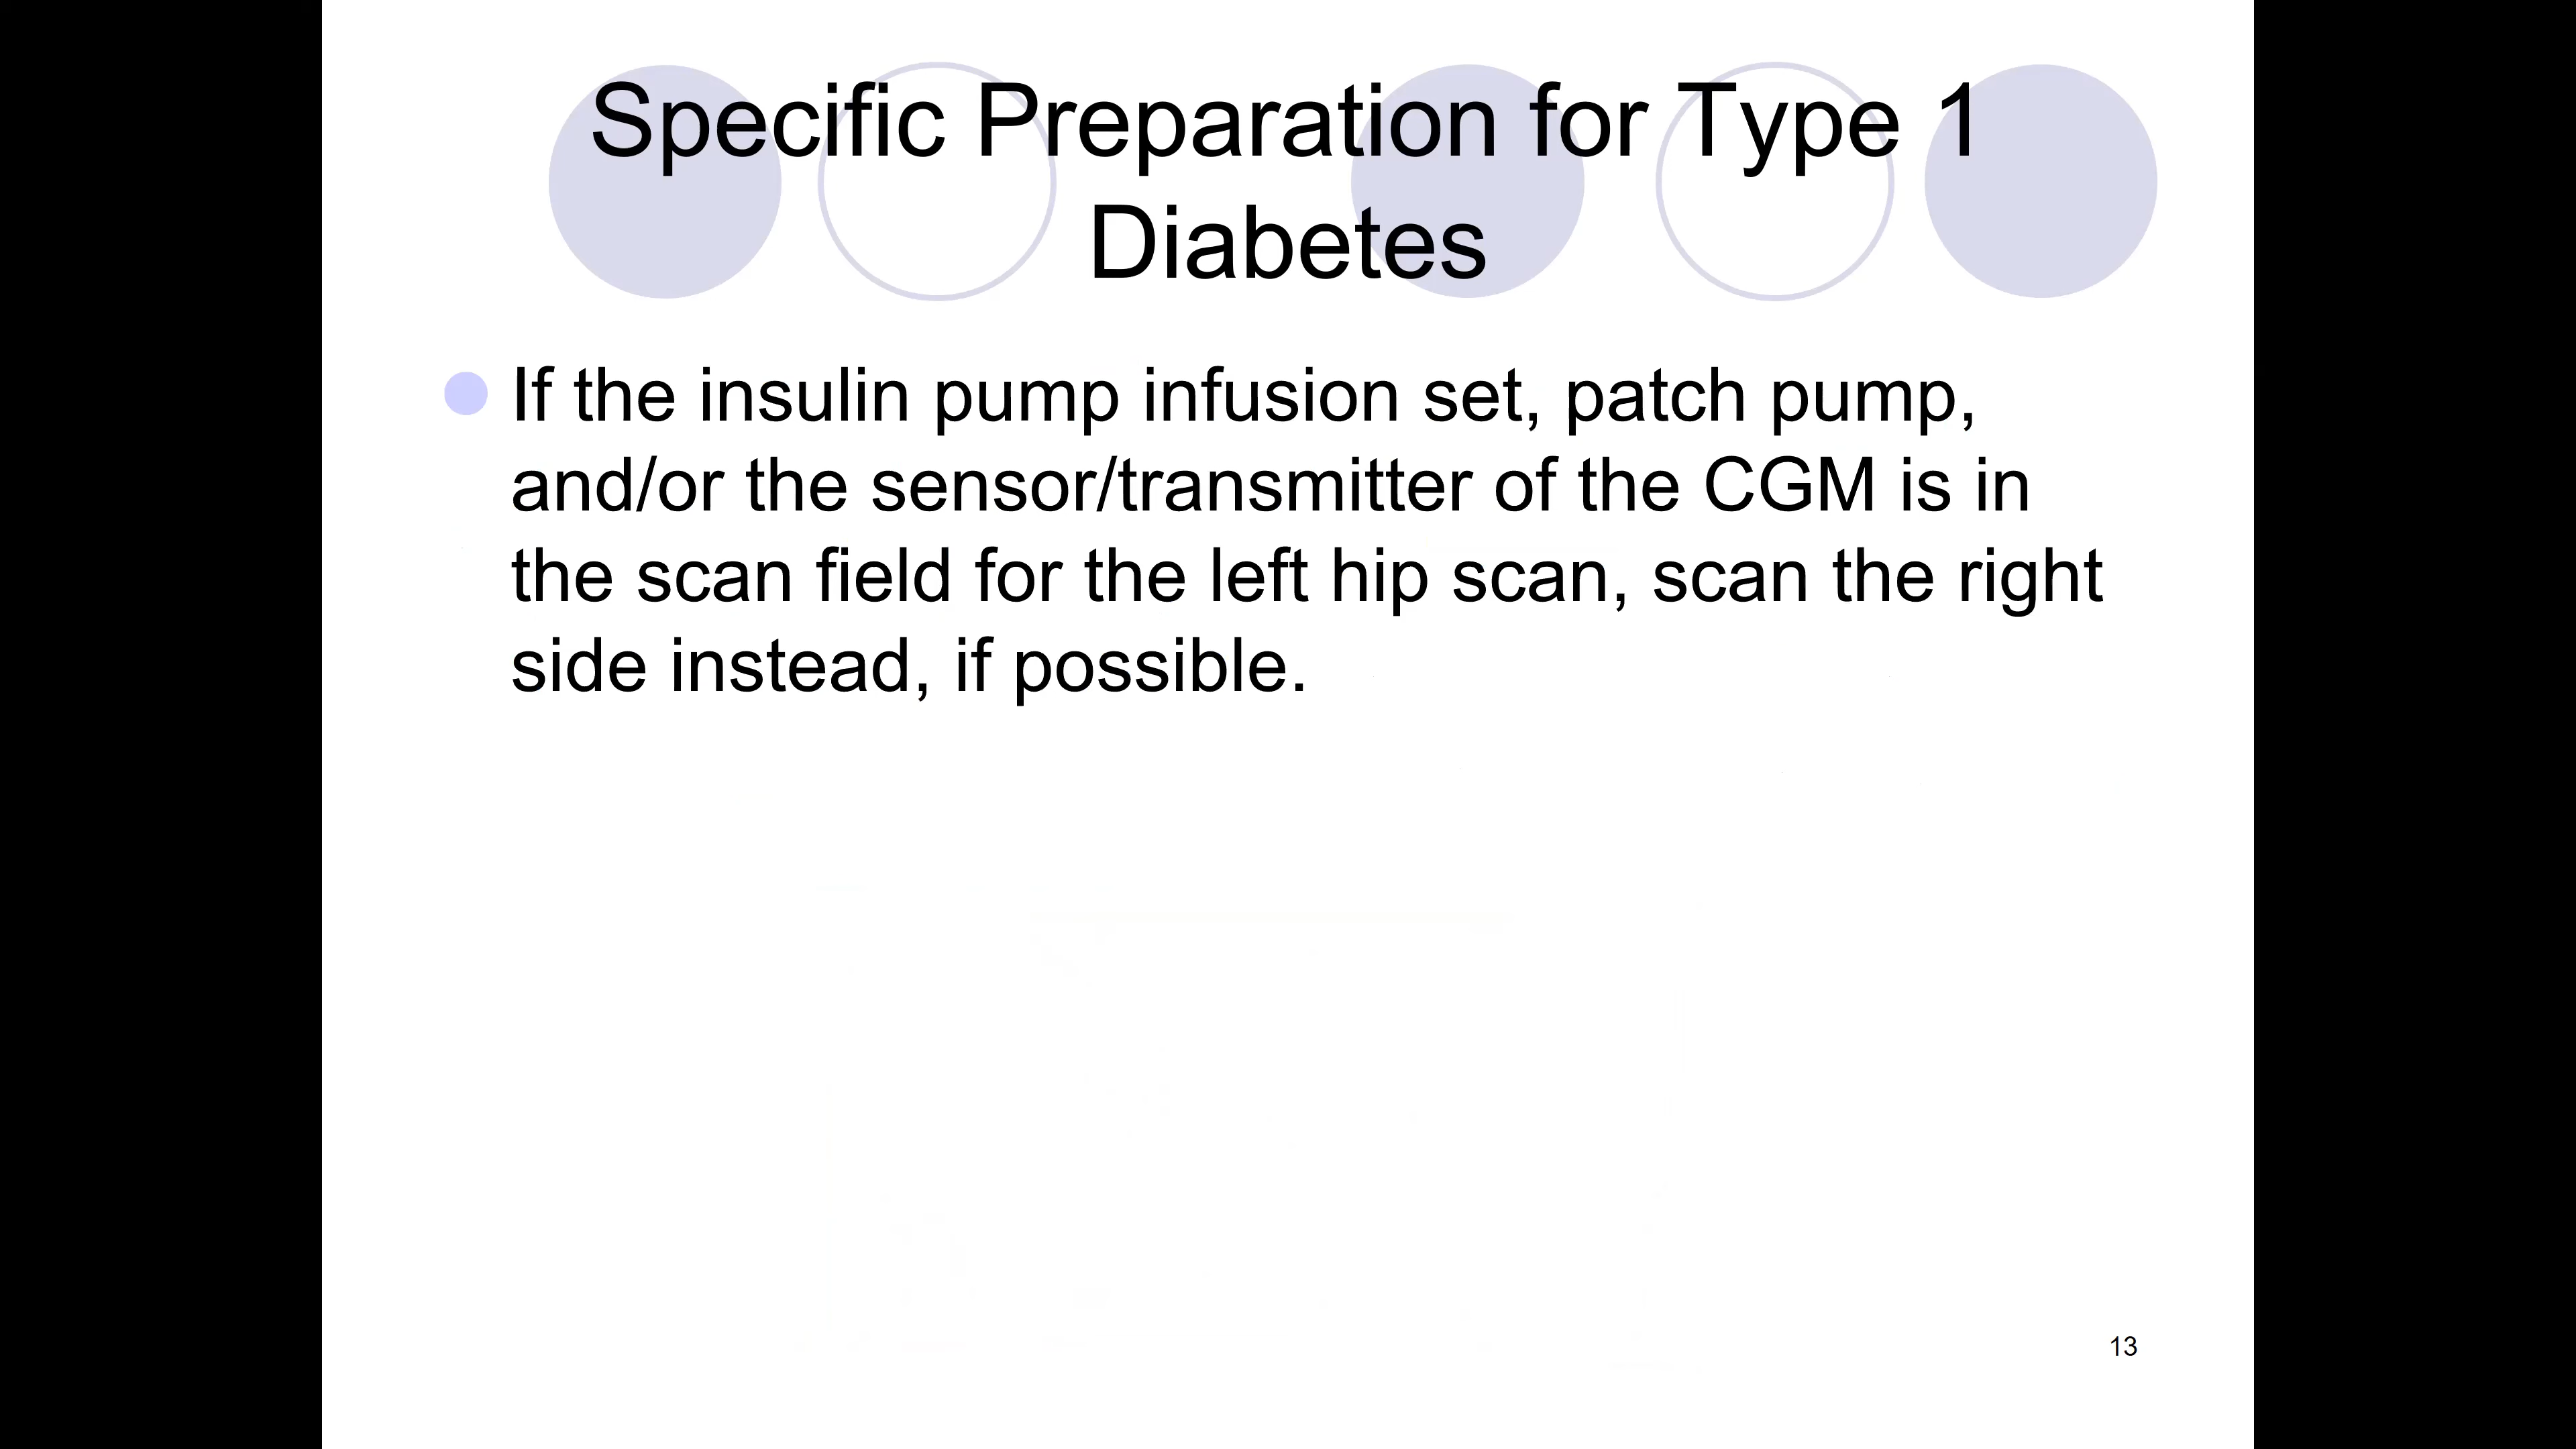 Specific Preparation for Type 1
Diabetes
If the insulin pump infusion set, patch pump,
and/or the sensor/transmitter of the CGM is in
the scan field for the left hip scan, scan the right
side instead, if possible.
13